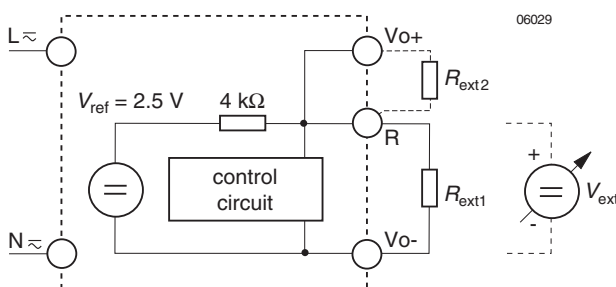 06029
L ≂
Vo+
Rext2
Vref = 2.5 V
4 kΩ
R
+
control
circuit
Rext1
Vext
-
N ≂
Vo-